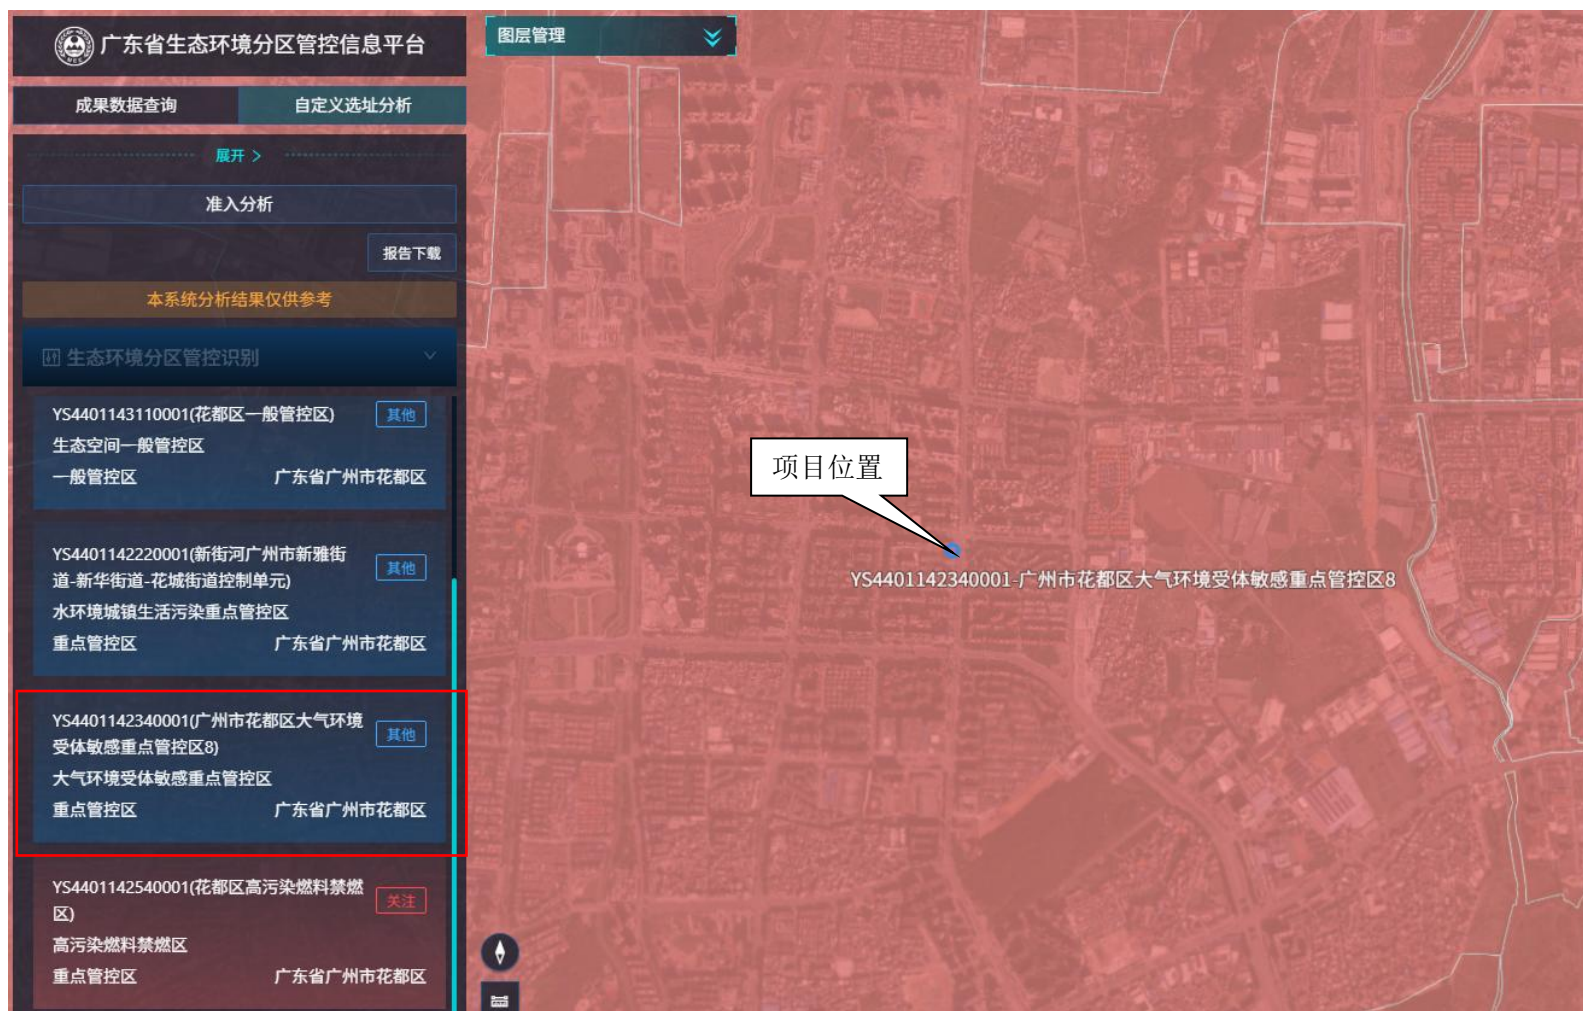 广东省生态环境分区管控信息平台
图层管理
成果数据查询
自定义选址分析
展开 >
准入分析
报告下载
本系统分析结果仅供参考
生态环境分区管控识别
YS4401143110001(花都区一般管控区)
其他
生态空间一般管控区
一般管控区
广东省广州市花都区
YS4401142220001(新街河广州市新雅街
道-新华街道-花城街道控制单元)
其他
水环境城镇生活污染重点管控区
重点管控区
广东省广州市花都区
YS4401142340001(广州市花都区大气环境
受体敏感重点管控区8)
其他
大气环境受体敏感重点管控区
重点管控区
广东省广州市花都区
YS4401142540001(花都区高污染燃料禁燃
区)
关注
高污染燃料禁燃区
重点管控区
广东省广州市花都区
项目位置
YS4401142340001-广州市花都区大气环境受体敏感重点管控区8